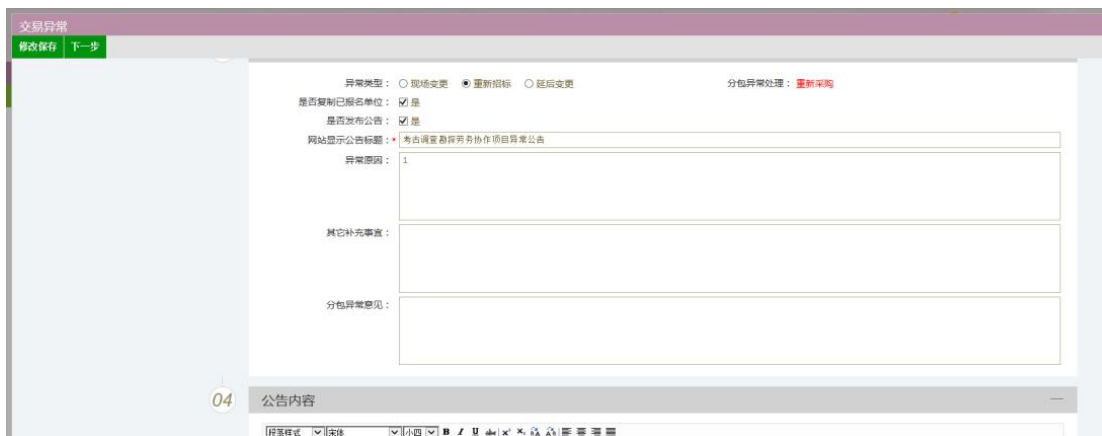 交易异常
修改保存 下一步
异常类型： 现场变更 重新招标 延后变更 分包异常处理：重新采购
是否复制已报名单位： 是
是否发布公告： 是
网站显示公告标题：* 考古调查勘探劳务协作项目异常公告
异常原因： 1
其它补充事宜：
分包异常意见：
04 公告内容
段落样式 宋体 小四 B I U abc x² x₂